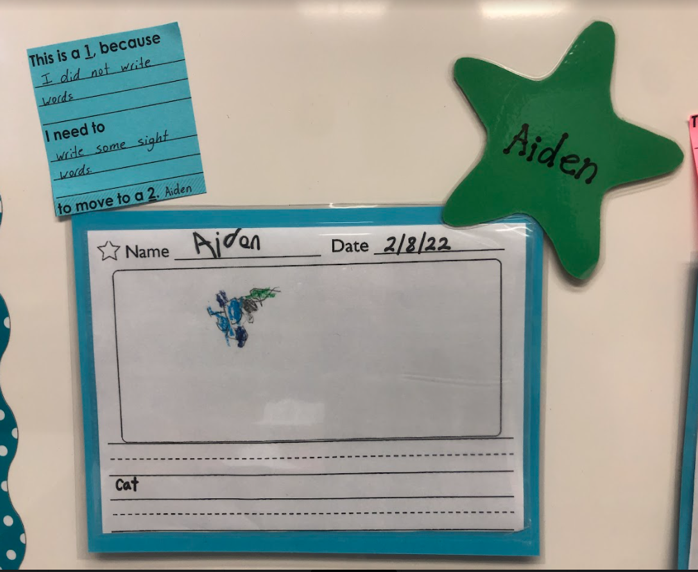 This is a 1, because
I did not write
words
I need to
write some sight
words
to move to a 2. Aiden
Aiden
Name Aidan Date 2/8/22
cat